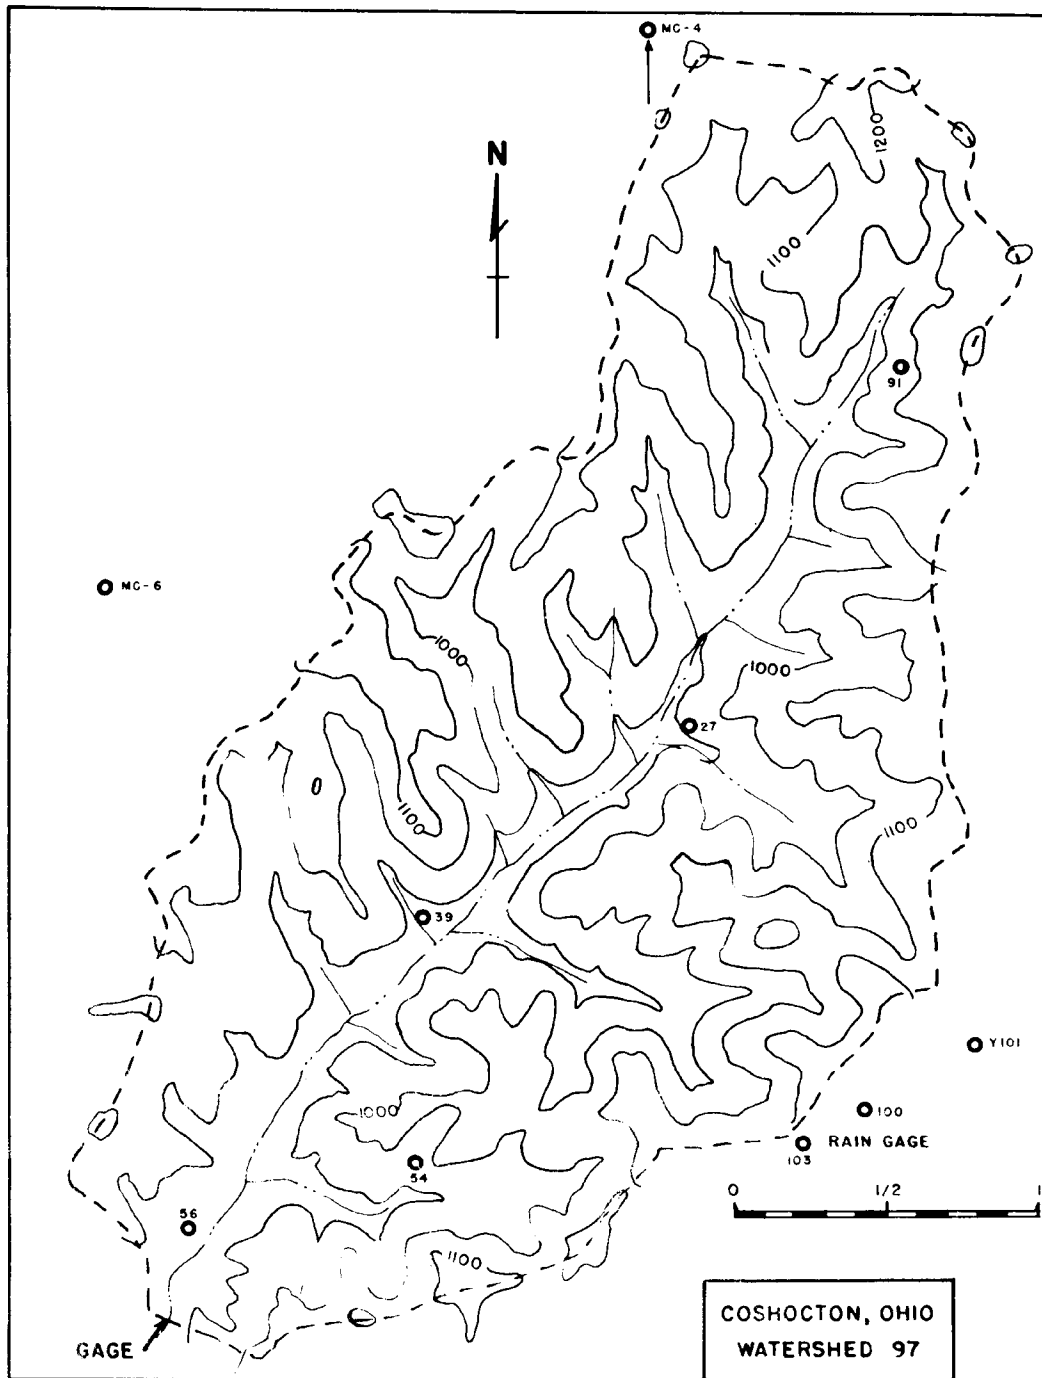 MC-4
N
1200
1100
91
MC-6
1000
1000
27
1100
1100
39
Y101
1000
100
RAIN GAGE
103
54
0 1/2 1
56
1100
GAGE
COSHOCTON, OHIO
WATERSHED 97